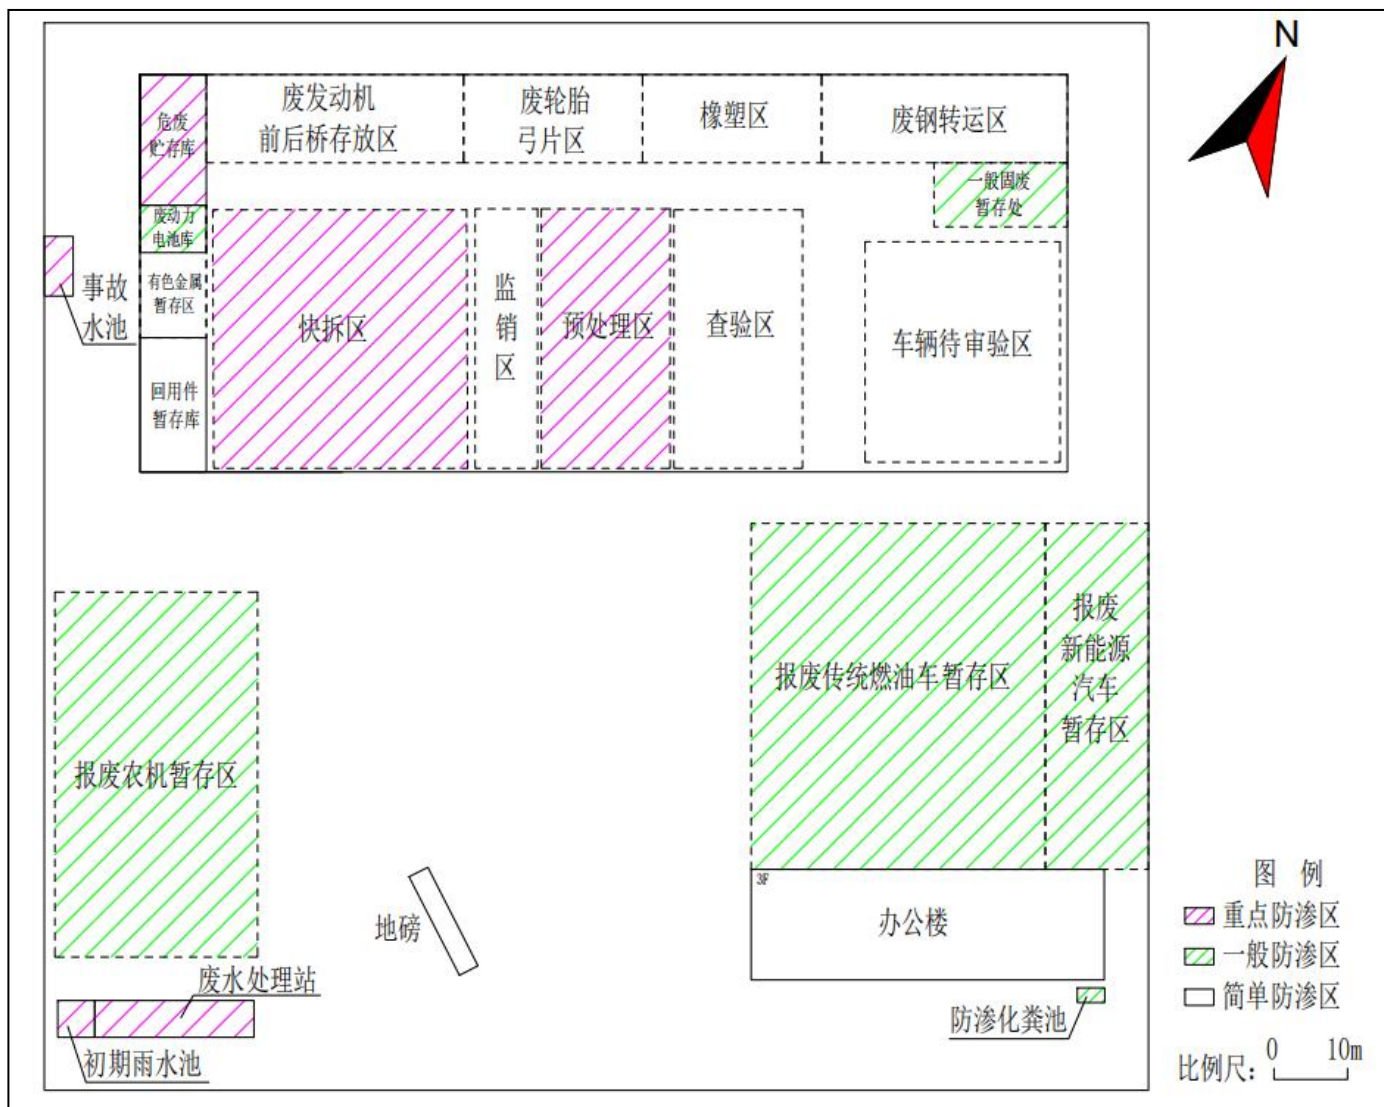 N
废发动机
前后桥存放区
废轮胎
弓片区
橡塑区
废钢转运区
危废
贮存库
一般固废
暂存处
废动力
电池库
有色金属
暂存区
回用件
暂存库
事故
水池
快拆区
监
销
区
预处理区
查验区
车辆待审验区
报废传统燃油车暂存区
报废
新能源
汽车
暂存区
报废农机暂存区
3F
办公楼
地磅
废水处理站
初期雨水池
防渗化粪池
图 例
重点防渗区
一般防渗区
简单防渗区
比例尺: 0 10m